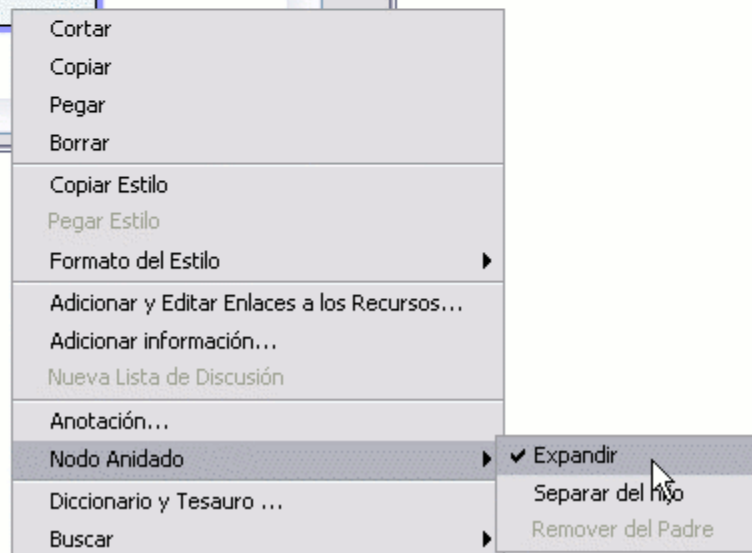 Cortar
Copiar
Pegar
Borrar
Copiar Estilo
Pegar Estilo
Formato del Estilo
Adicionar y Editar Enlaces a los Recursos...
Adicionar información...
Nueva Lista de Discusión
Anotación...
Nodo Anidado
Expandir
Separar del hijo
Remover del Padre
Diccionario y Tesauro ...
Buscar